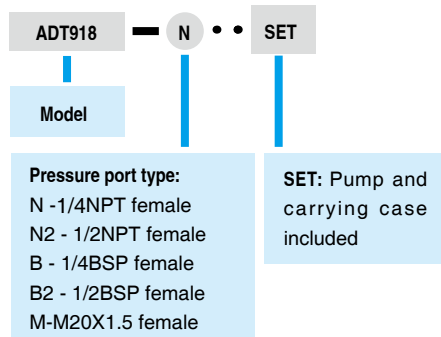 ADT918 — N • • SET
Model
Pressure port type:
N -1/4NPT female
N2 - 1/2NPT female
B - 1/4BSP female
B2 - 1/2BSP female
M-M20X1.5 female
SET: Pump and
carrying case
included